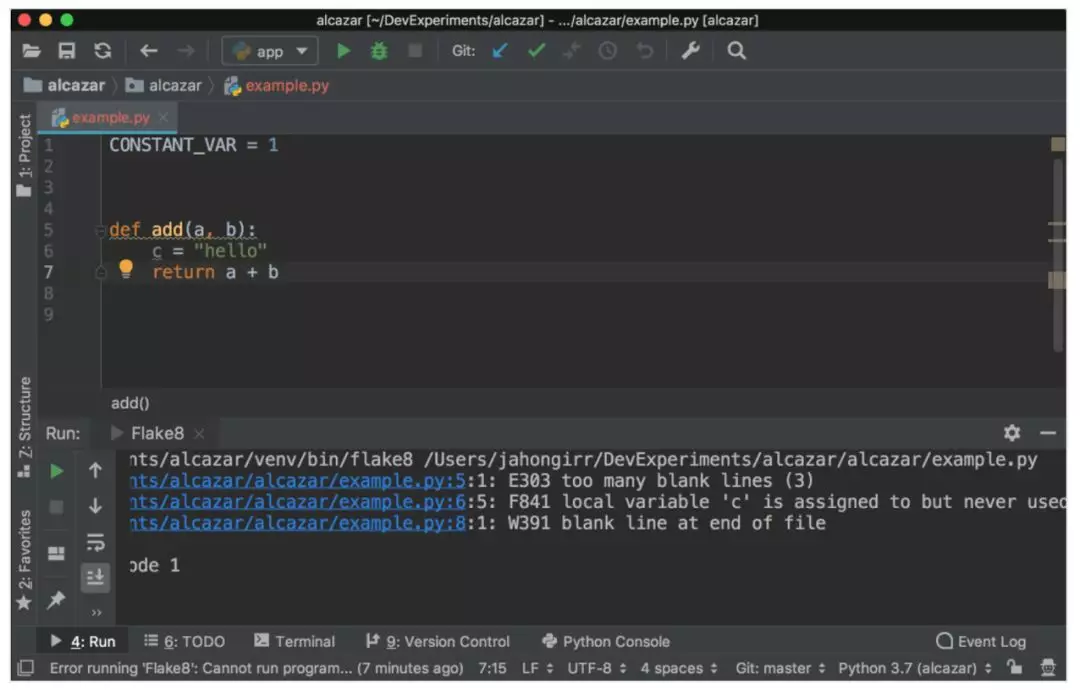 alcazar [~/DevExperiments/alcazar] - .../alcazar/example.py [alcazar]
app Git:
alcazar alcazar example.py
1: Project
example.py
1 CONSTANT_VAR = 1
2
3
4
5 def add(a, b):
6 c = "hello"
7 return a + b
8
9
add()
Z: Structure
Run: Flake8
nts/alcazar/venv/bin/flake8 /Users/jahongirr/DevExperiments/alcazar/alcazar/example.py
nts/alcazar/alcazar/example.py:5:1: E303 too many blank lines (3)
nts/alcazar/alcazar/example.py:6:5: F841 local variable 'c' is assigned to but never used
nts/alcazar/alcazar/example.py:8:1: W391 blank line at end of file
ode 1
2: Favorites
4: Run 6: TODO Terminal 9: Version Control Python Console Event Log
Error running 'Flake8': Cannot run program... (7 minutes ago) 7:15 LF UTF-8 4 spaces Git: master Python 3.7 (alcazar)